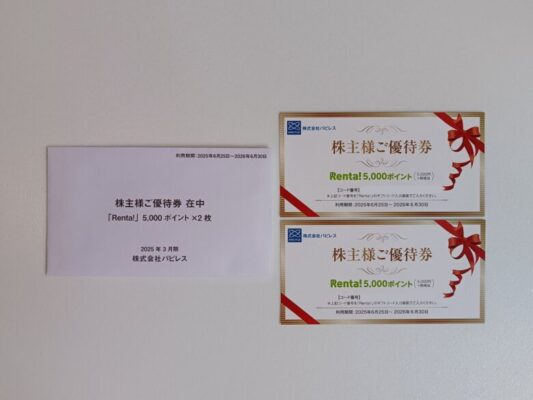 利用期間：2025年6月25日～2026年6月30日
株主様ご優待券 在中
「Renta!」5,000ポイント×2枚
2025年3月期
株式会社パピレス
株式会社パピレス
株主様ご優待券
Renta! 5,000ポイント
【コード番号】
利用期間：2025年6月25日～2026年6月30日
株式会社パピレス
株主様ご優待券
Renta! 5,000ポイント
【コード番号】
利用期間：2025年6月25日～2026年6月30日